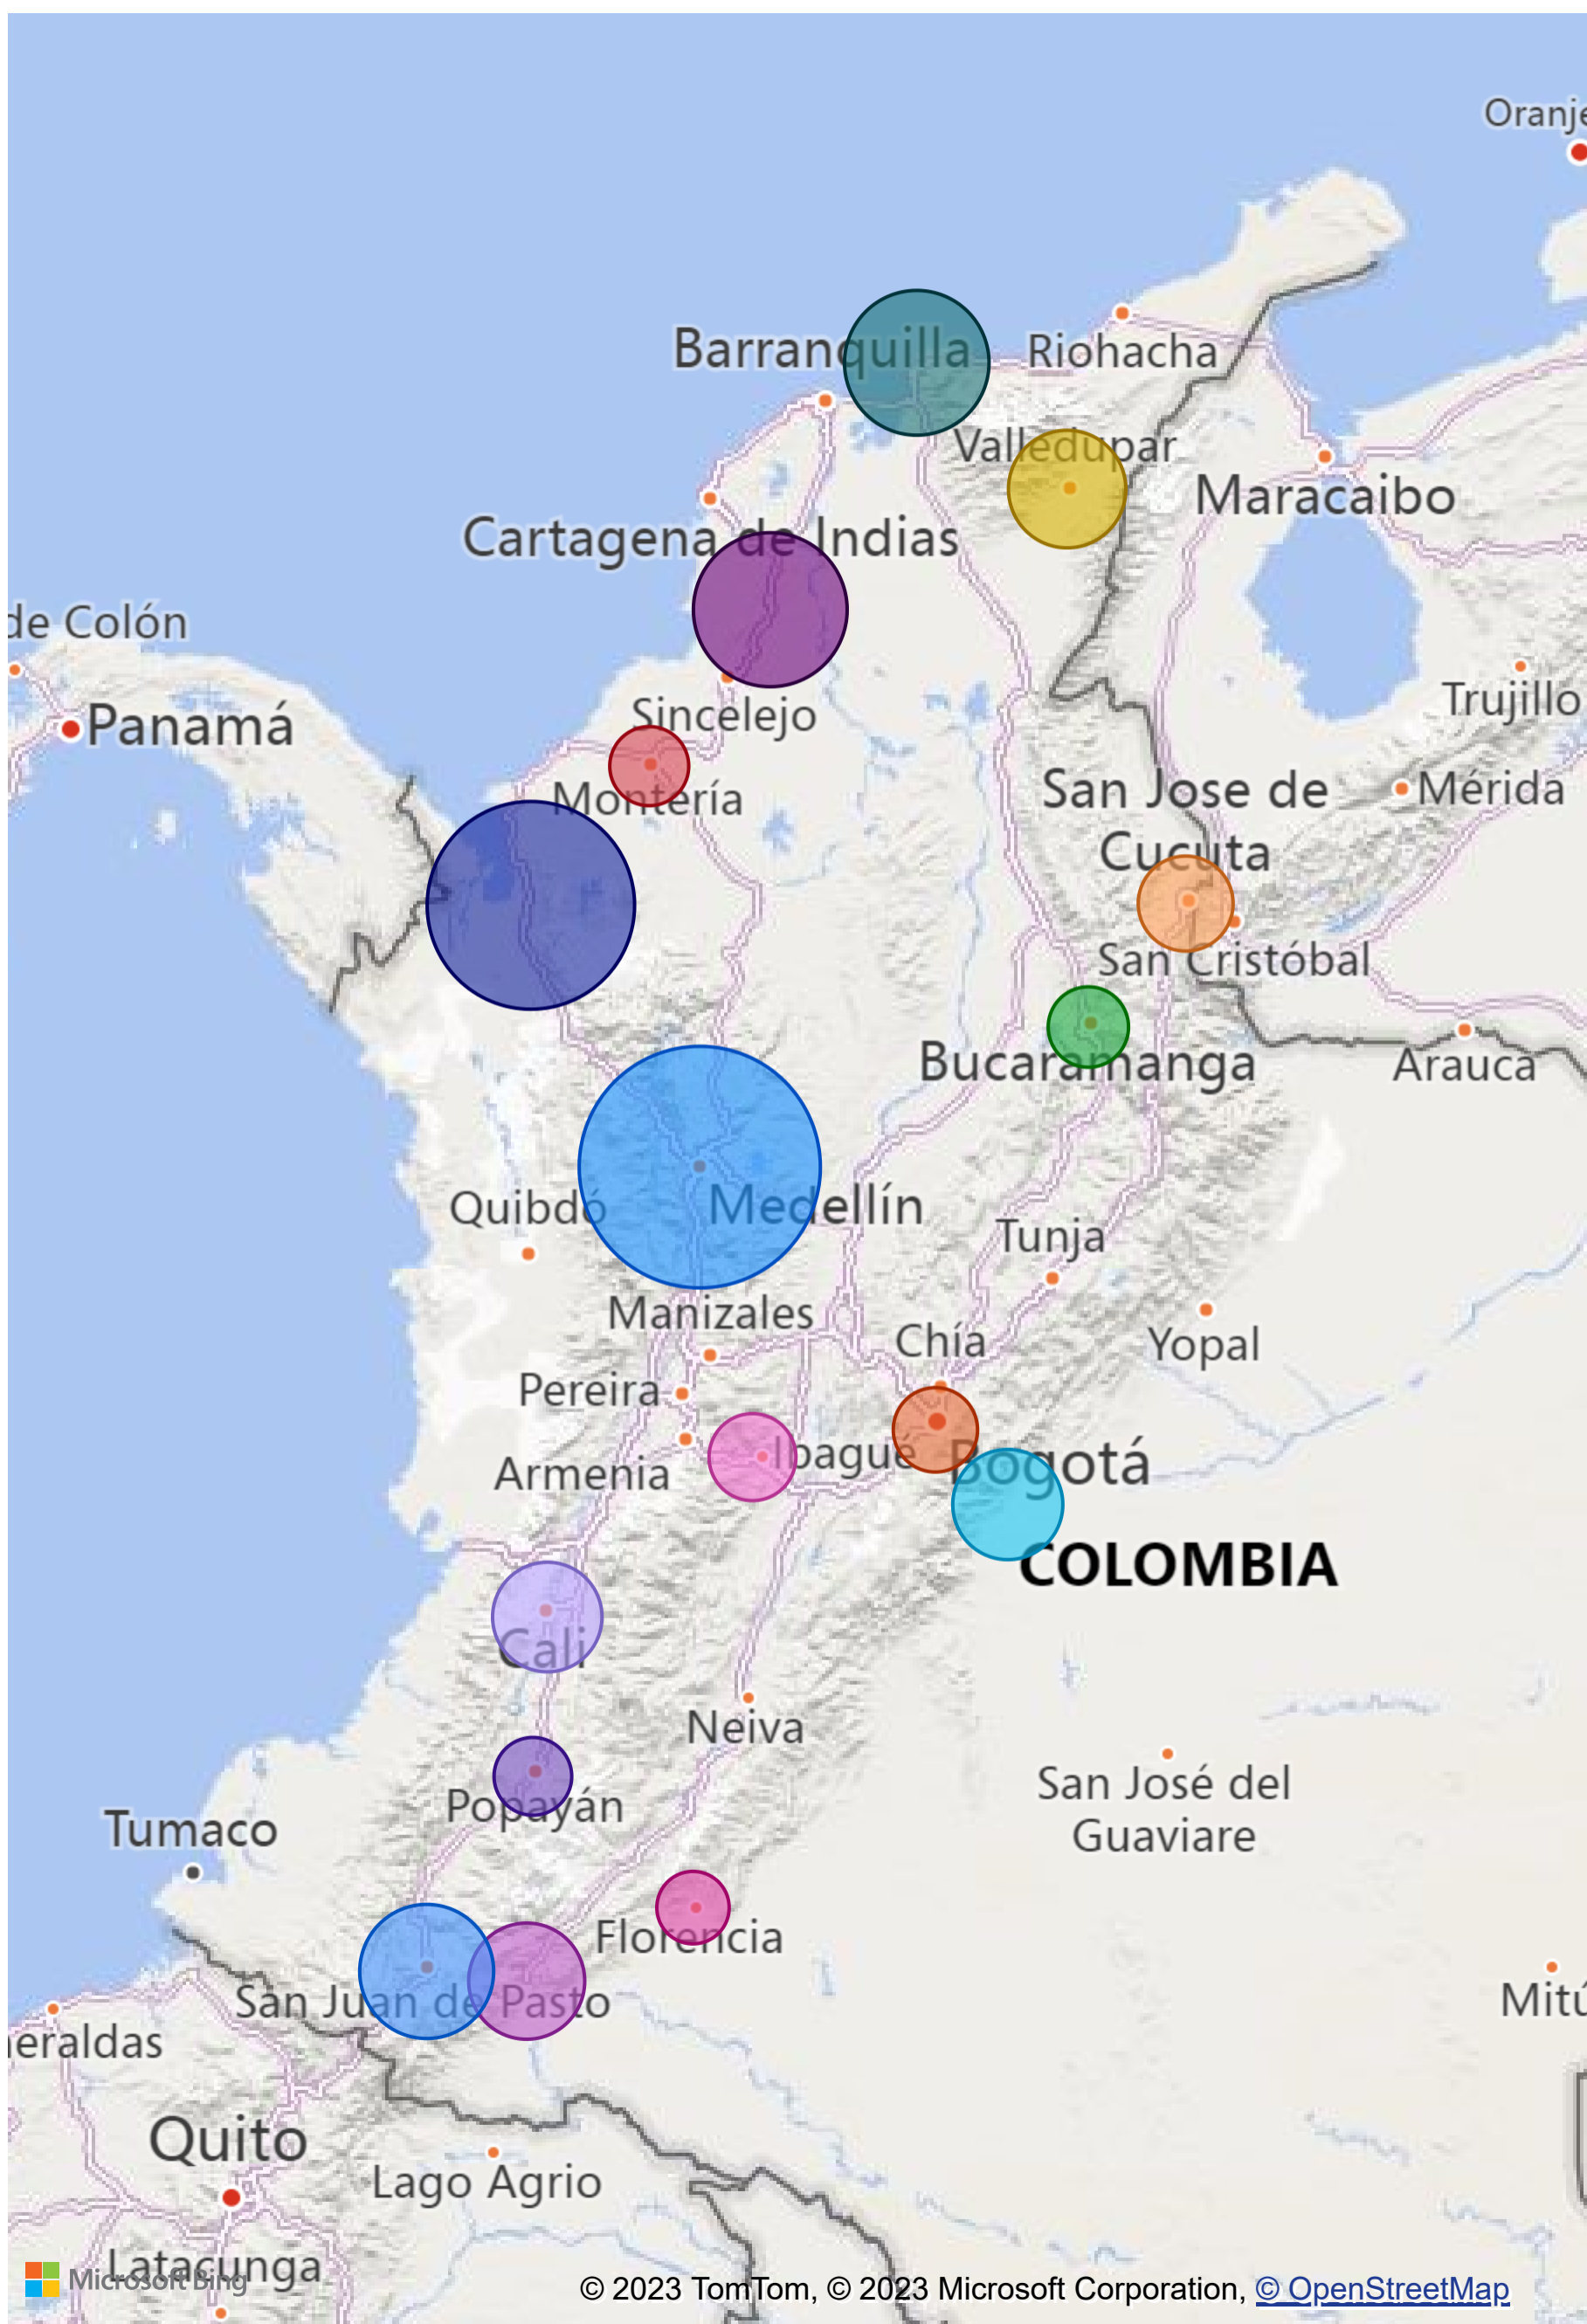 Oranje
Barranquilla
Riohacha
Valledupar
Maracaibo
Cartagena de Indias
de Colón
Panamá
Sincelejo
Trujillo
Montería
San Jose de
Cucuta
Mérida
San Cristóbal
Bucaramanga
Arauca
Quibdó
Medellín
Tunja
Manizales
Chía
Yopal
Pereira
Ibagué
Bogotá
Armenia
COLOMBIA
Cali
Neiva
San José del
Guaviare
Popayán
Tumaco
Florencia
San Juan de Pasto
Mitú
eraldas
Quito
Lago Agrio
Latacunga
Microsoft Bing
© 2023 TomTom, © 2023 Microsoft Corporation, © OpenStreetMap